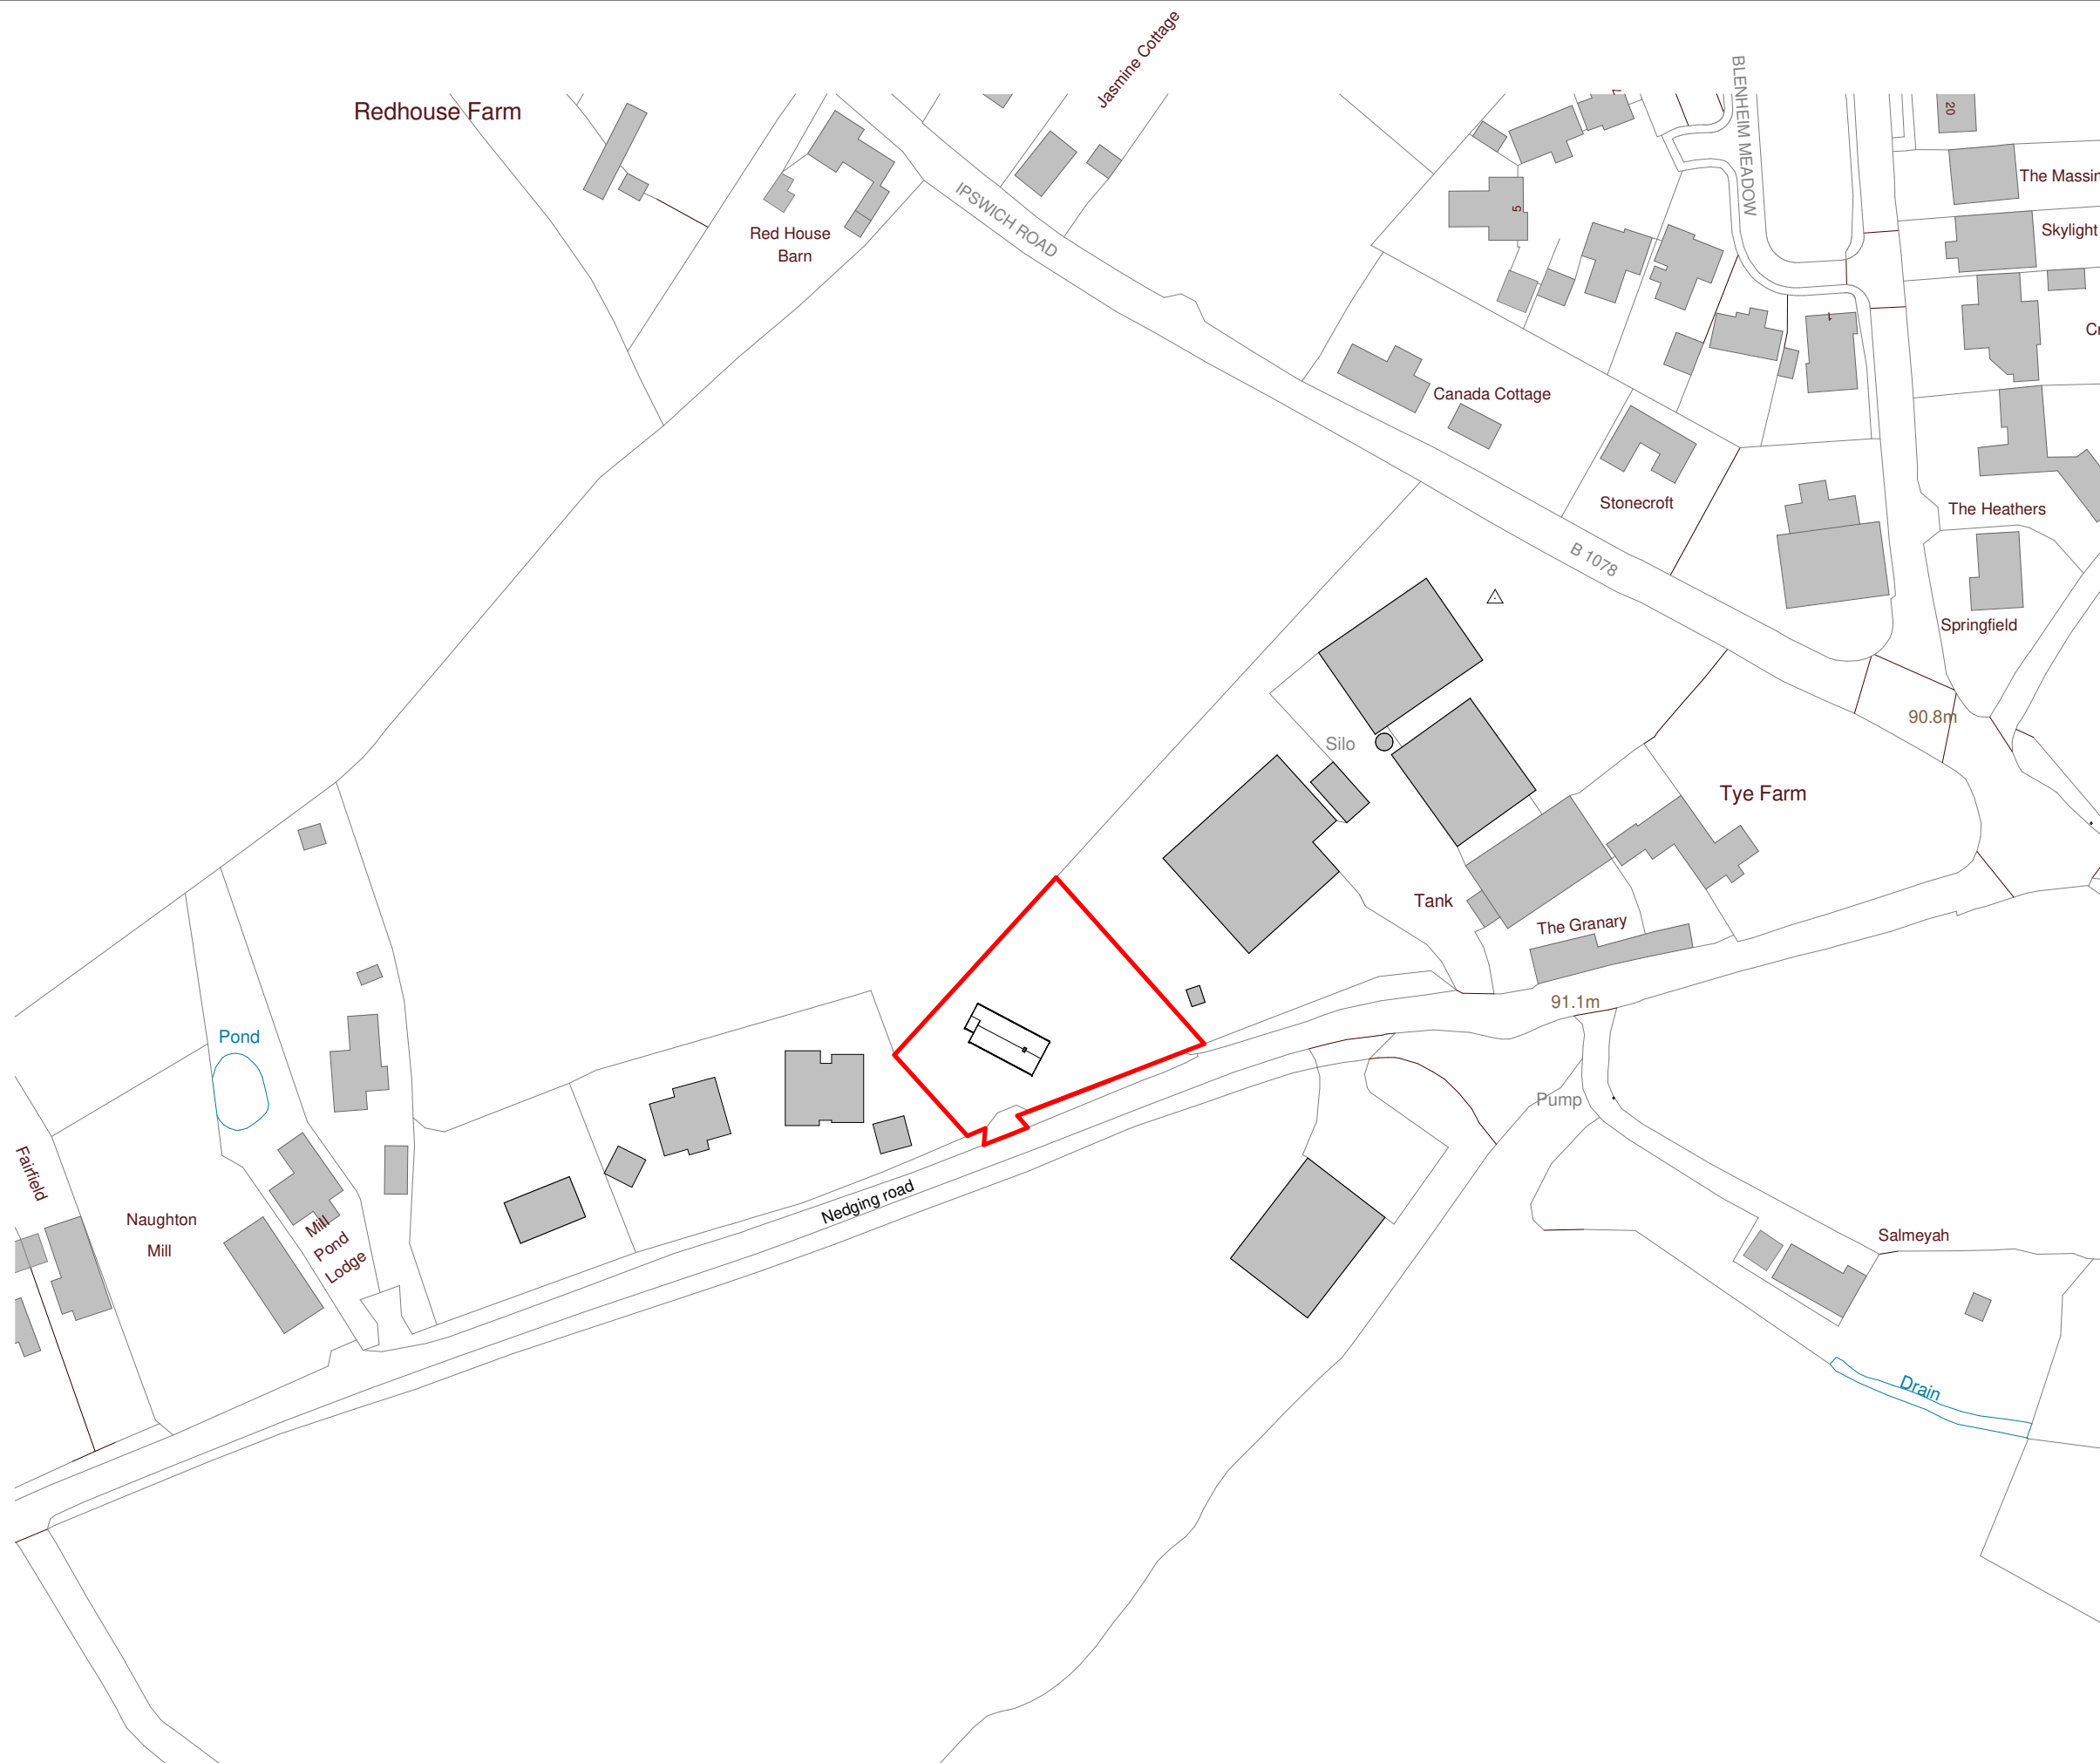 Jasmine Cottage
Redhouse Farm
BLENHEIM MEADOW
7
20
The Massin
Red House
Barn
IPSWICH ROAD
5
Skylight
1
Canada Cottage
Stonecroft
The Heathers
B 1078
Springfield
90.8m
Silo
Tye Farm
Tank
The Granary
91.1m
Pond
Pump
Fairfield
Naughton
Mill
Mill
Pond
Lodge
Nedging road
Salmeyah
Drain